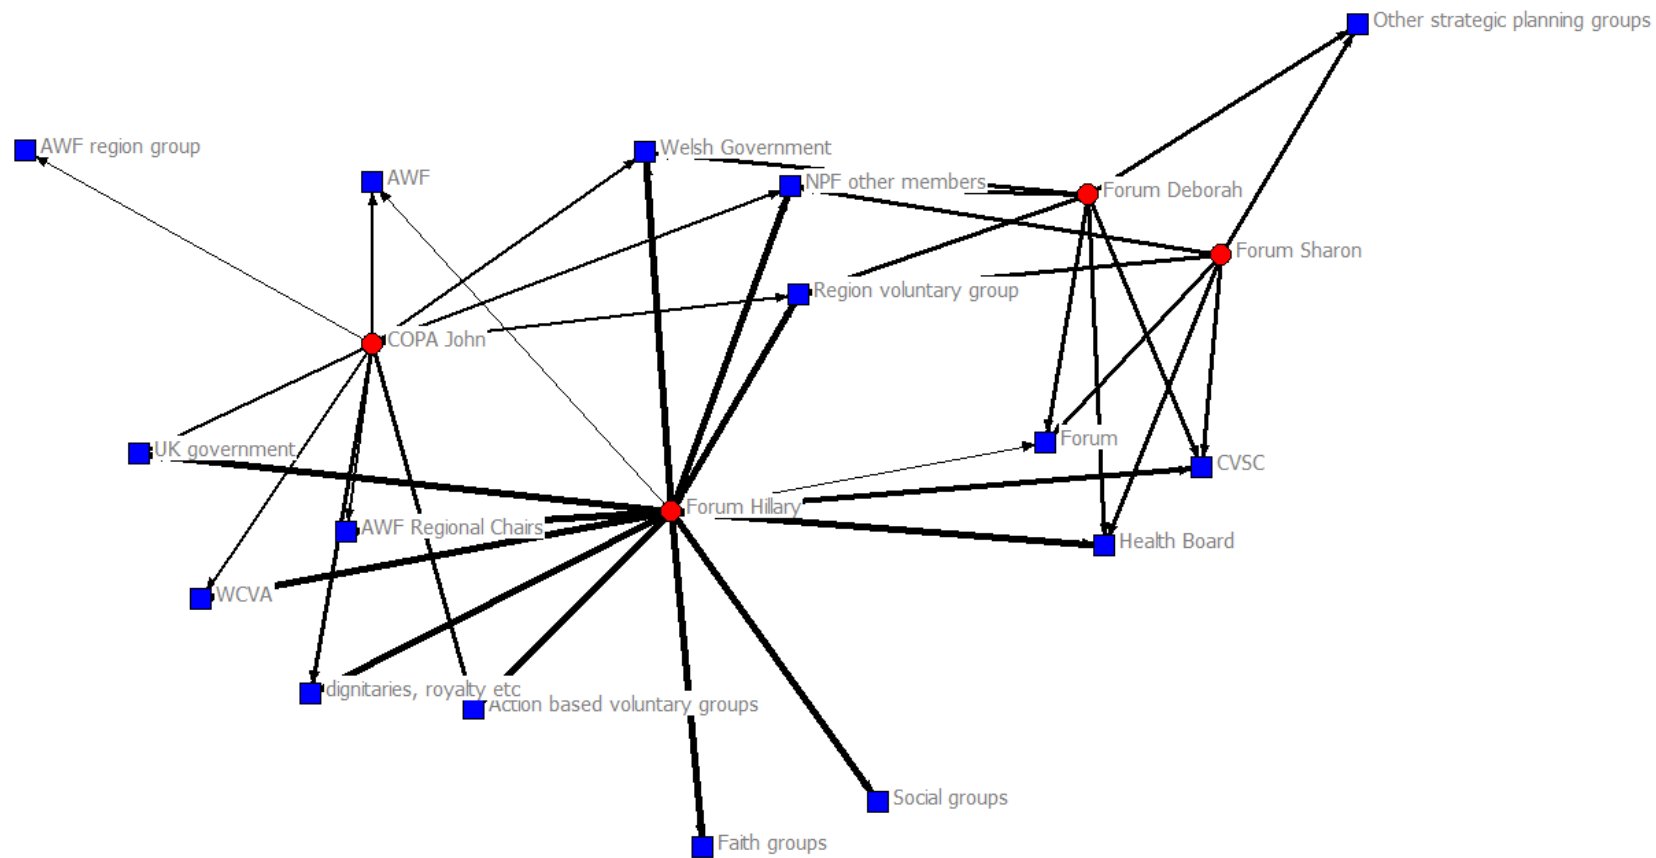 Other strategic planning groups
AWF region group
Welsh Government
AWF
NPF other members
Forum Deborah
Forum Sharon
Region voluntary group
COPA John
UK government
Forum
CVSC
Forum Hillary
AWF Regional Chairs
Health Board
WCVA
dignitaries, royalty etc
Action based voluntary groups
Social groups
Faith groups